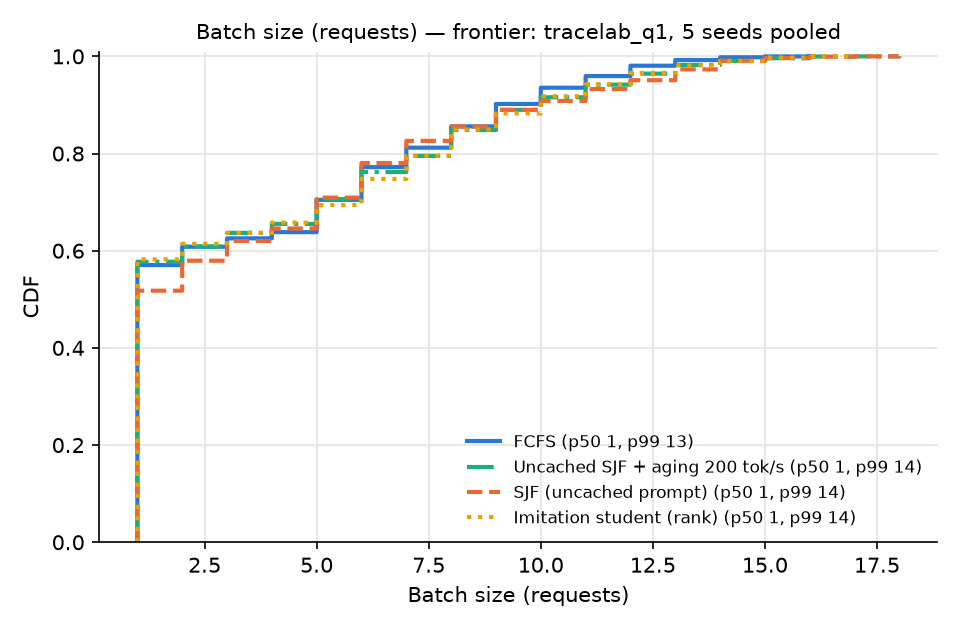 Batch size (requests) — frontier: tracelab_q1, 5 seeds pooled
1.0
0.8
0.6
0.4
0.2
0.0
CDF
FCFS (p50 1, p99 13)
Uncached SJF + aging 200 tok/s (p50 1, p99 14)
SJF (uncached prompt) (p50 1, p99 14)
Imitation student (rank) (p50 1, p99 14)
2.5 5.0 7.5 10.0 12.5 15.0 17.5
Batch size (requests)